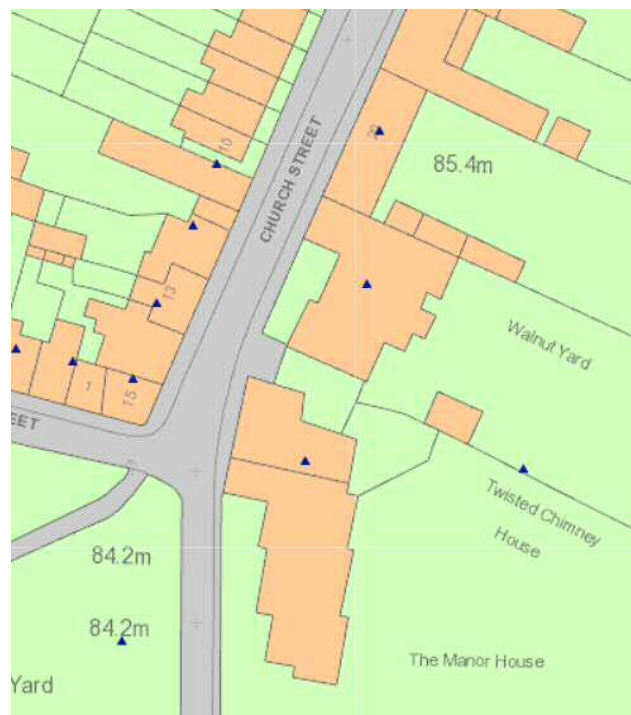 10
20
85.4m
CHURCH STREET
13
Walnut Yard
1
15
EET
Twisted Chimney
House
84.2m
84.2m
The Manor House
Yard